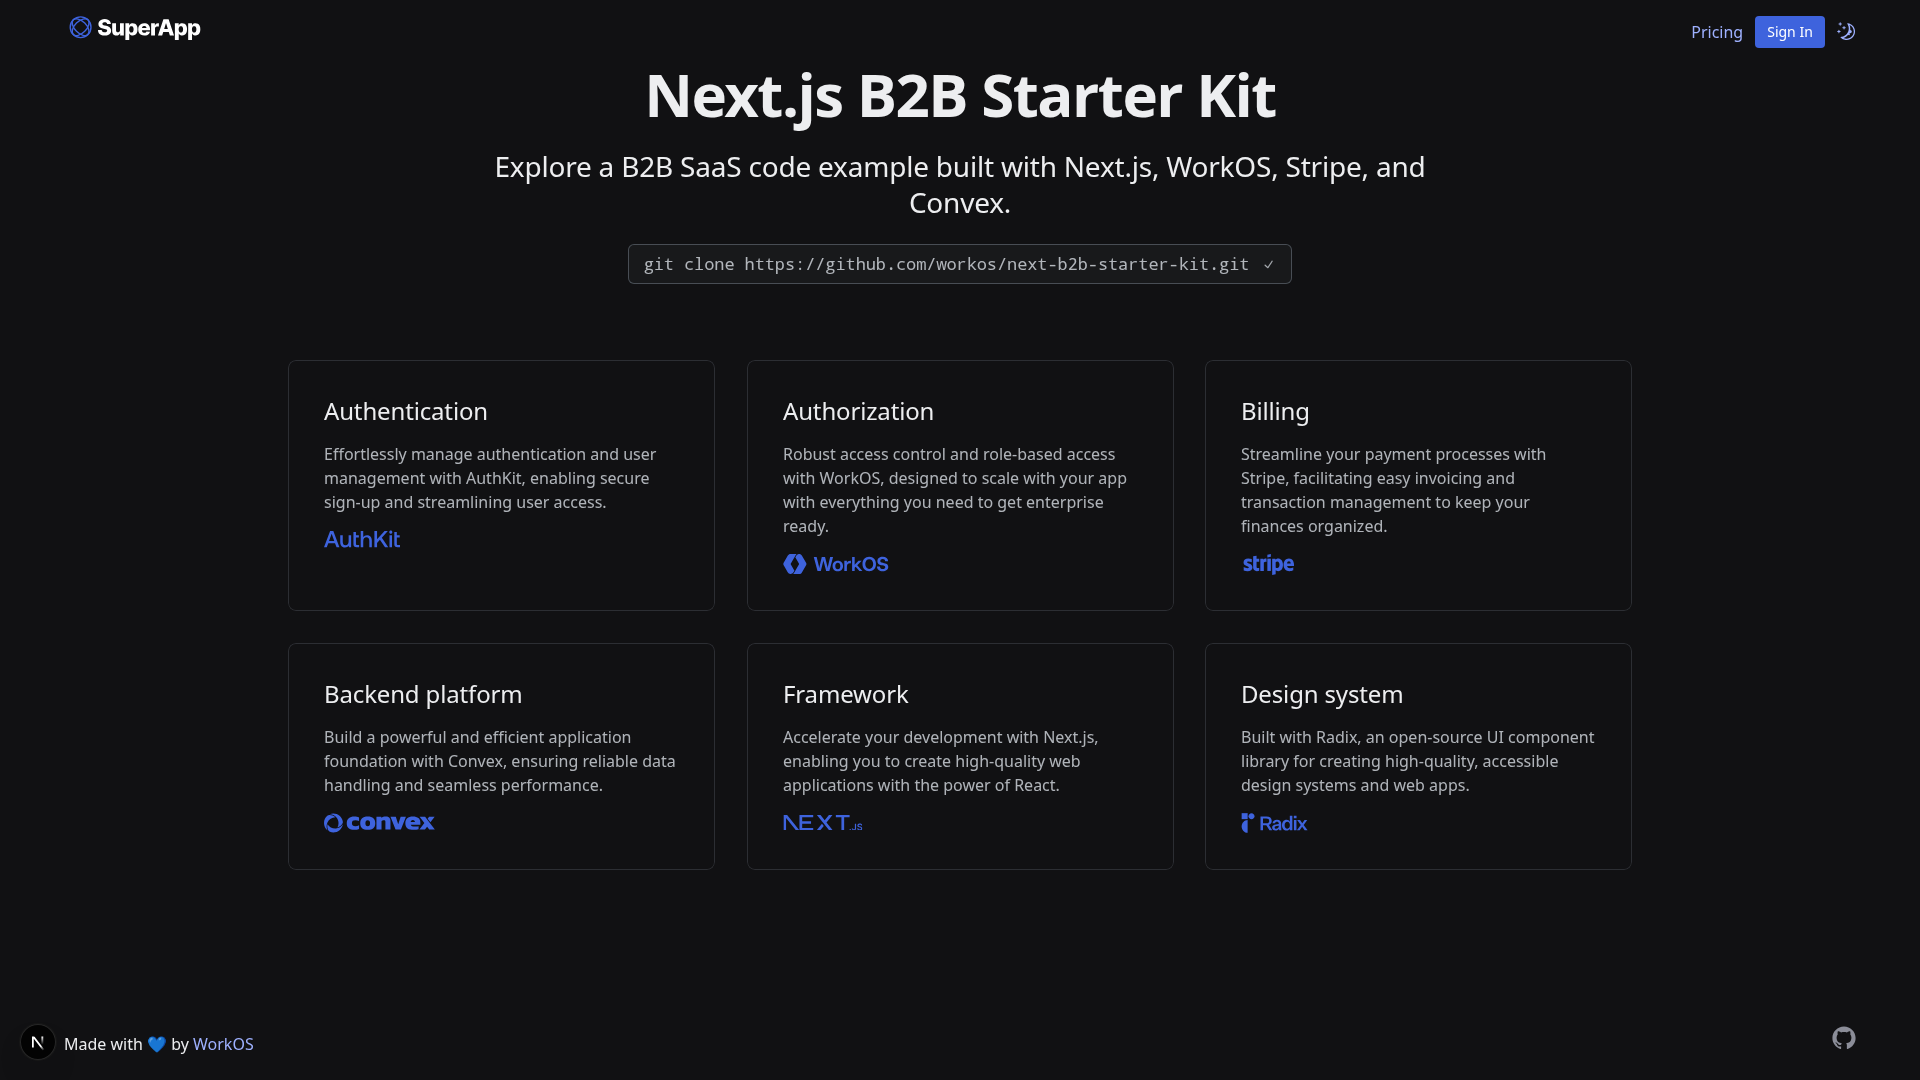 SuperApp
Pricing
Sign In
Next.js B2B Starter Kit
Explore a B2B SaaS code example built with Next.js, WorkOS, Stripe, and
Convex.
git clone https://github.com/workos/next-b2b-starter-kit.git
Authentication
Effortlessly manage authentication and user
management with AuthKit, enabling secure
sign-up and streamlining user access.
AuthKit
Authorization
Robust access control and role-based access
with WorkOS, designed to scale with your app
with everything you need to get enterprise
ready.
WorkOS
Billing
Streamline your payment processes with
Stripe, facilitating easy invoicing and
transaction management to keep your
finances organized.
stripe
Backend platform
Build a powerful and efficient application
foundation with Convex, ensuring reliable data
handling and seamless performance.
convex
Framework
Accelerate your development with Next.js,
enabling you to create high-quality web
applications with the power of React.
NEXT.JS
Design system
Built with Radix, an open-source UI component
library for creating high-quality, accessible
design systems and web apps.
Radix
N
Made with 💙 by WorkOS